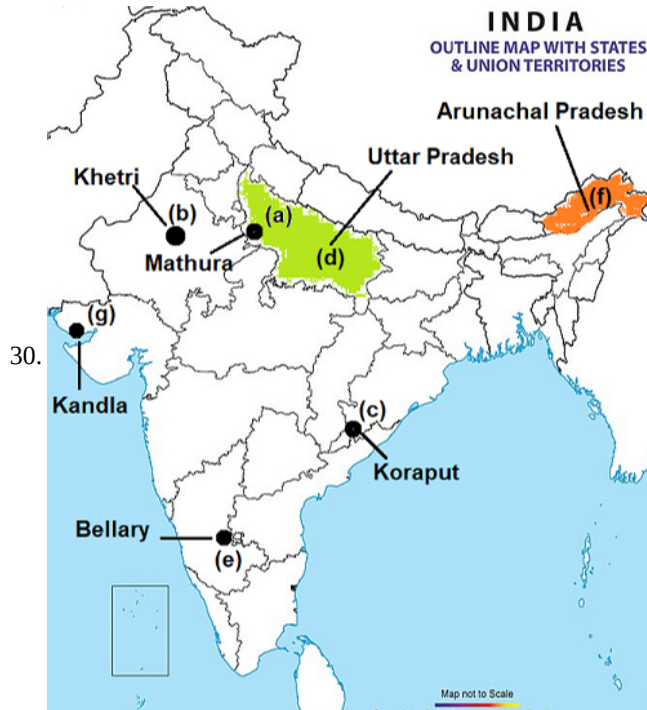 INDIA
OUTLINE MAP WITH STATES
& UNION TERRITORIES
Arunachal Pradesh
Uttar Pradesh
Khetri
(f)
(b)
(a)
Mathura
(d)
(g)
30.
Kandla
(c)
Koraput
Bellary
(e)
Map not to Scale